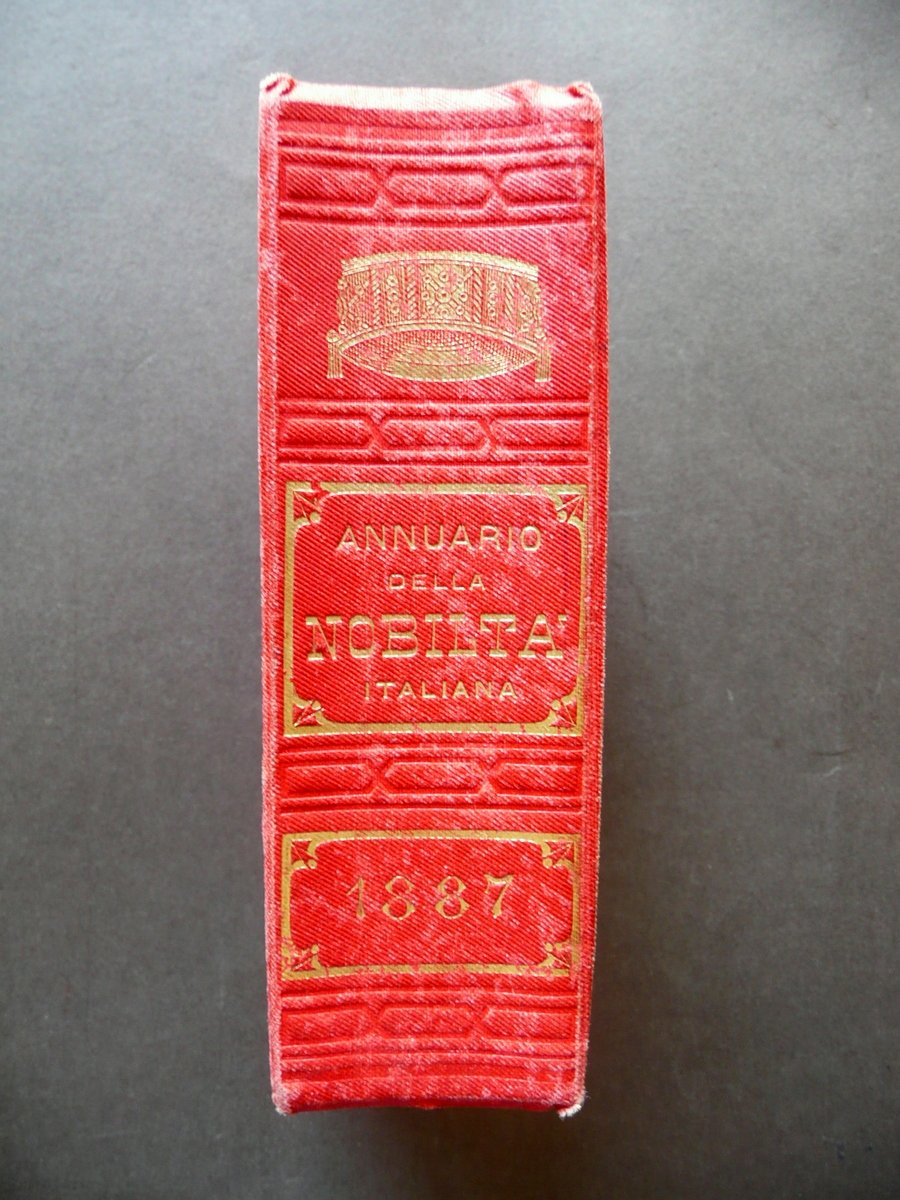 ANNUARIO
DELLA
NOBILTA'
ITALIANA
1887